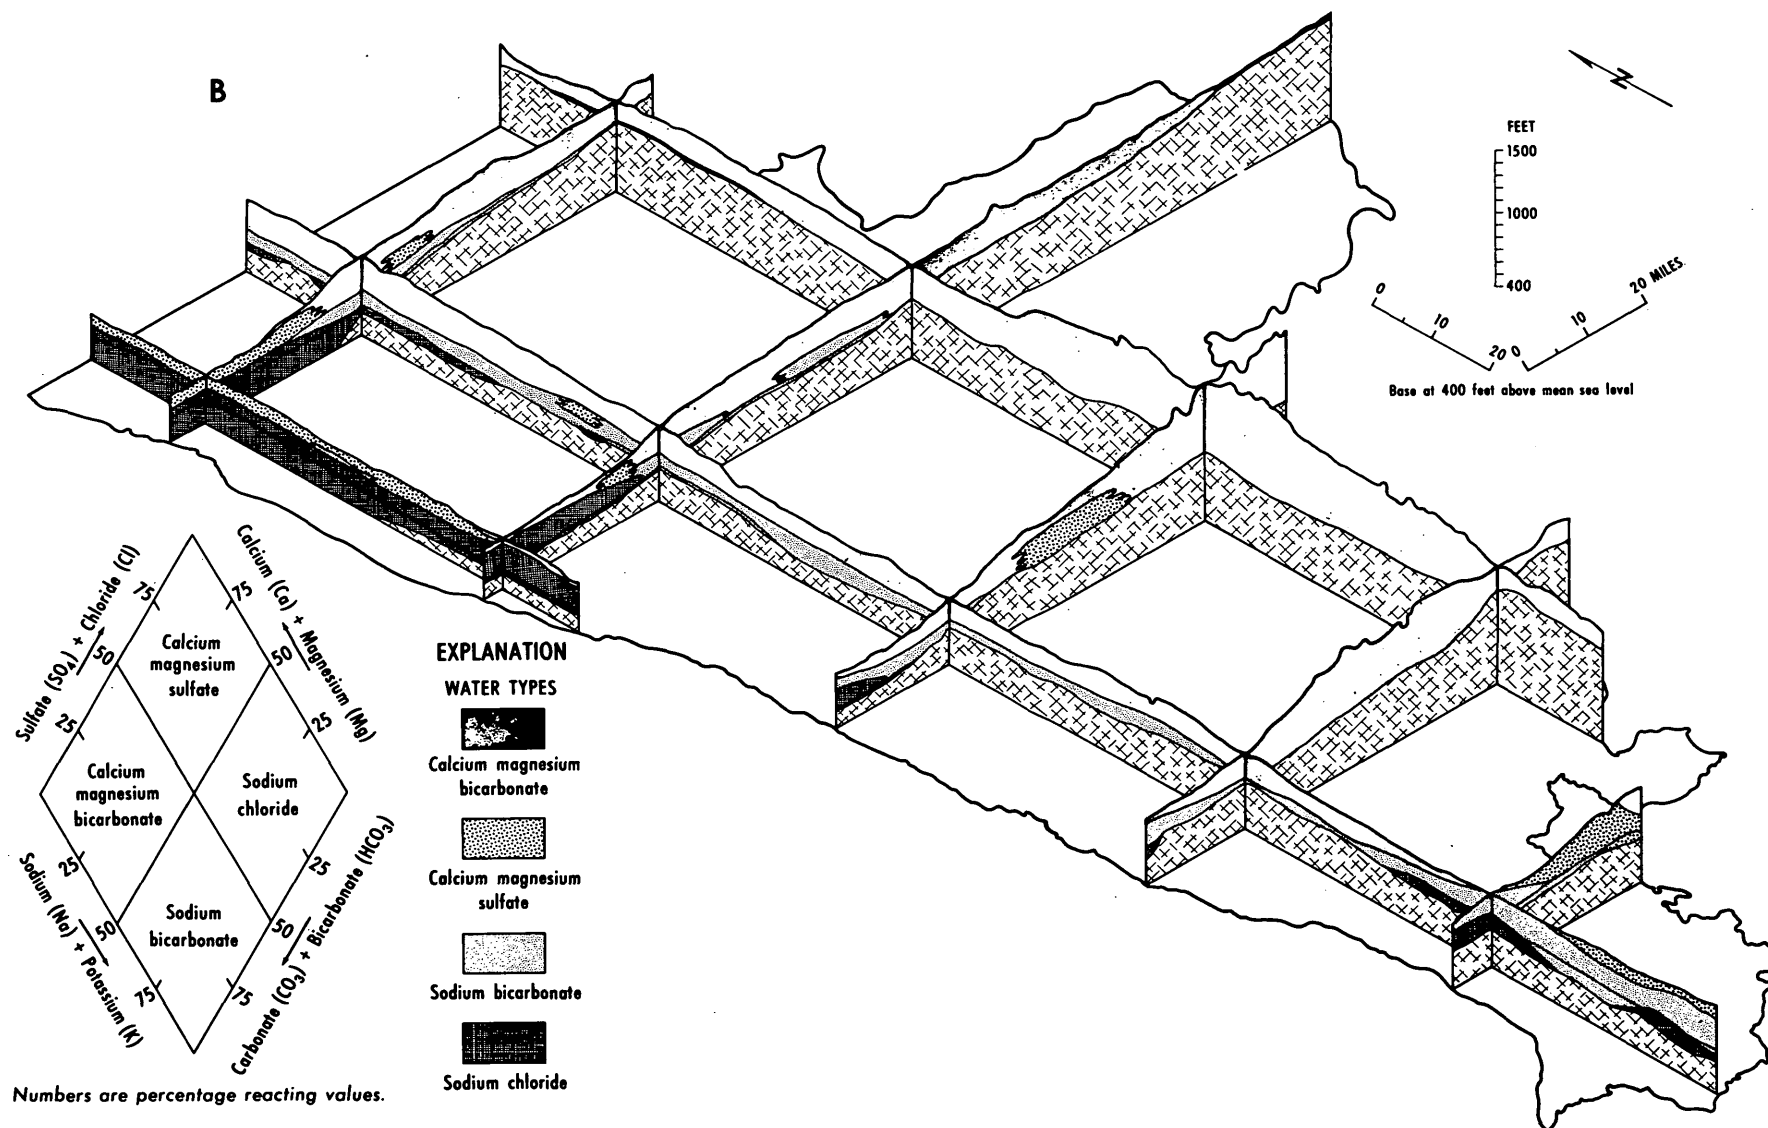 B
N
FEET
1500
1000
400
0
10
20
0
10
20 MILES
Base at 400 feet above mean sea level
Sulfate (SO₄) + Chloride (Cl)
25
50
75
Calcium (Ca) + Magnesium (Mg)
75
50
25
Calcium
magnesium
sulfate
Calcium
magnesium
bicarbonate
Sodium
chloride
Sodium
bicarbonate
Sodium (Na) + Potassium (K)
25
50
75
Carbonate (CO₃) + Bicarbonate (HCO₃)
25
50
75
Numbers are percentage reacting values.
EXPLANATION
WATER TYPES
Calcium magnesium
bicarbonate
Calcium magnesium
sulfate
Sodium bicarbonate
Sodium chloride